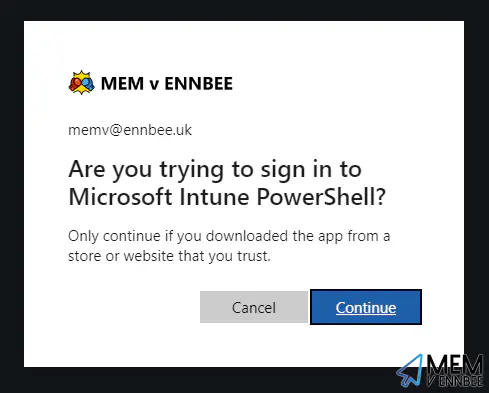 MEM v ENNBEE
memv@ennbee.uk
Are you trying to sign in to
Microsoft Intune PowerShell?
Only continue if you downloaded the app from a
store or website that you trust.
Cancel
Continue
MEM
V ENNBEE